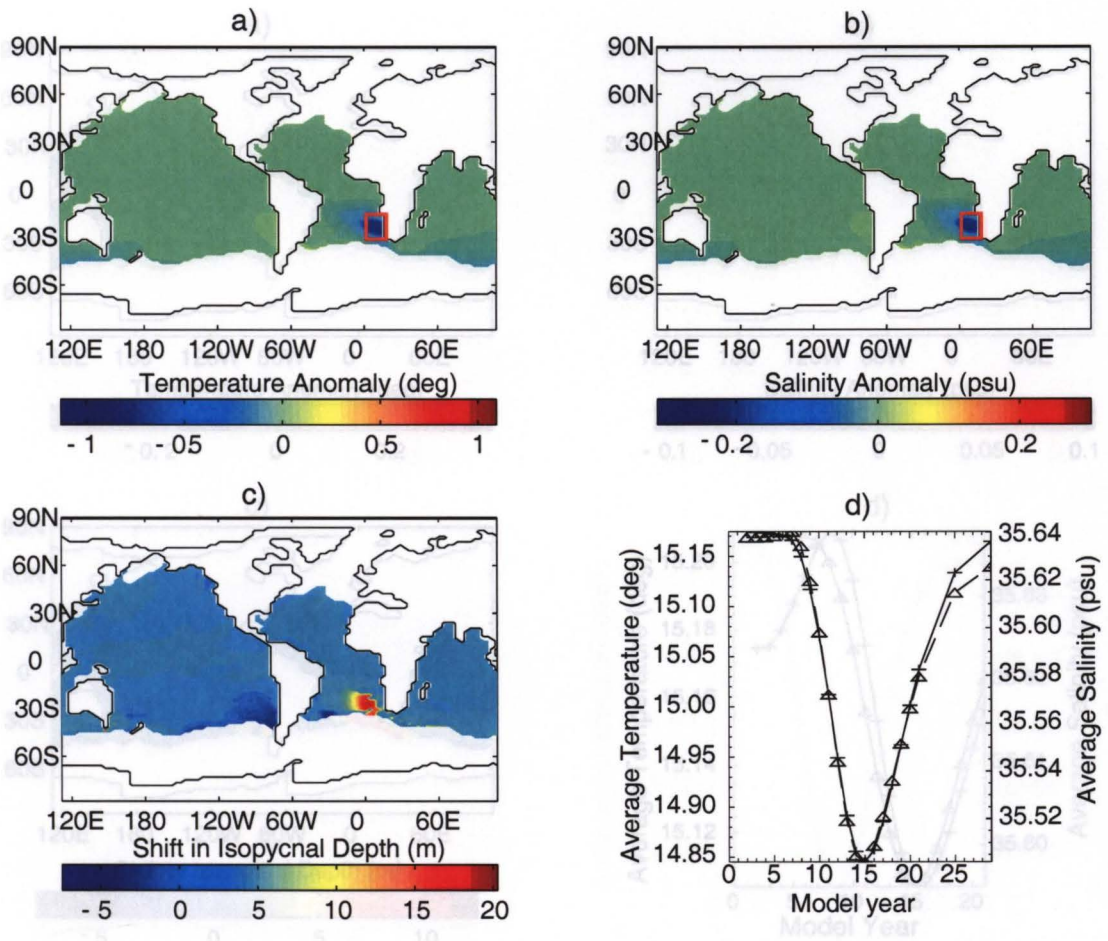 a)
90N
60N
30N
0
30S
60S
120E 180 120W 60W 0 60E
Temperature Anomaly (deg)
- 1 - 05 0 0.5 1
b)
90N
60N
30N
0
30S
60S
120E 180 120W 60W 0 60E
Salinity Anomaly (psu)
- 0. 2 0 0.2
c)
90N
60N
30N
0
30S
60S
120E 180 120W 60W 0 60E
Shift in Isopycnal Depth (m)
- 5 0 5 10 15 20
d)
Average Temperature (deg)
15.15
15.10
15.05
15.00
14.95
14.90
14.85
35.64
35.62
35.60
35.58
35.56
35.54
35.52
Average Salinity (psu)
0 5 10 15 20 25
Model year